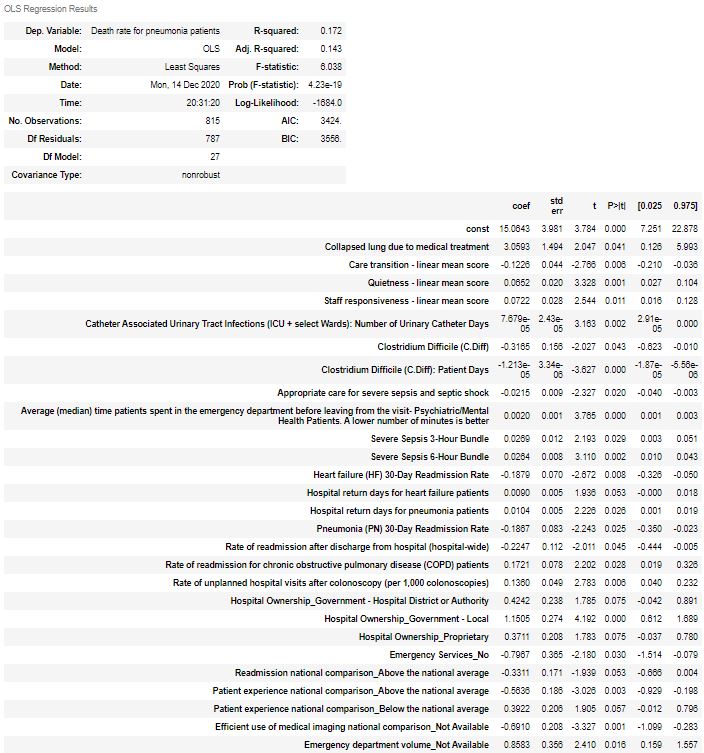 OLS Regression Results
Dep. Variable: Death rate for pneumonia patients R-squared: 0.172
Model: OLS Adj. R-squared: 0.143
Method: Least Squares F-statistic: 6.038
Date: Mon, 14 Dec 2020 Prob (F-statistic): 4.23e-19
Time: 20:31:20 Log-Likelihood: -1684.0
No. Observations: 815 AIC: 3424.
Df Residuals: 787 BIC: 3556.
Df Model: 27
Covariance Type: nonrobust
coef std err t P>|t| [0.025 0.975]
const 15.0643 3.981 3.784 0.000 7.251 22.878
Collapsed lung due to medical treatment 3.0593 1.494 2.047 0.041 0.126 5.993
Care transition - linear mean score -0.1226 0.044 -2.766 0.006 -0.210 -0.036
Quietness - linear mean score 0.0652 0.020 3.328 0.001 0.027 0.104
Staff responsiveness - linear mean score 0.0722 0.028 2.544 0.011 0.016 0.128
Catheter Associated Urinary Tract Infections (ICU + select Wards): Number of Urinary Catheter Days 7.679e-05 2.43e-05 3.163 0.002 2.91e-05 0.000
Clostridium Difficile (C.Diff) -0.3165 0.156 -2.027 0.043 -0.623 -0.010
Clostridium Difficile (C.Diff): Patient Days -1.213e-05 3.34e-06 -3.627 0.000 -1.87e-05 -5.56e-06
Appropriate care for severe sepsis and septic shock -0.0215 0.009 -2.327 0.020 -0.040 -0.003
Average (median) time patients spent in the emergency department before leaving from the visit- Psychiatric/Mental
Health Patients. A lower number of minutes is better 0.0020 0.001 3.765 0.000 0.001 0.003
Severe Sepsis 3-Hour Bundle 0.0269 0.012 2.193 0.029 0.003 0.051
Severe Sepsis 6-Hour Bundle 0.0264 0.008 3.110 0.002 0.010 0.043
Heart failure (HF) 30-Day Readmission Rate -0.1879 0.070 -2.672 0.008 -0.326 -0.050
Hospital return days for heart failure patients 0.0090 0.005 1.936 0.053 -0.000 0.018
Hospital return days for pneumonia patients 0.0104 0.005 2.226 0.026 0.001 0.019
Pneumonia (PN) 30-Day Readmission Rate -0.1867 0.083 -2.243 0.025 -0.350 -0.023
Rate of readmission after discharge from hospital (hospital-wide) -0.2247 0.112 -2.011 0.045 -0.444 -0.005
Rate of readmission for chronic obstructive pulmonary disease (COPD) patients 0.1721 0.078 2.202 0.028 0.019 0.326
Rate of unplanned hospital visits after colonoscopy (per 1,000 colonoscopies) 0.1360 0.049 2.783 0.006 0.040 0.232
Hospital Ownership_Government - Hospital District or Authority 0.4242 0.238 1.785 0.075 -0.042 0.891
Hospital Ownership_Government - Local 1.1505 0.274 4.192 0.000 0.612 1.689
Hospital Ownership_Proprietary 0.3711 0.208 1.783 0.075 -0.037 0.780
Emergency Services_No -0.7967 0.365 -2.180 0.030 -1.514 -0.079
Readmission national comparison_Above the national average -0.3311 0.171 -1.939 0.053 -0.666 0.004
Patient experience national comparison_Above the national average -0.5636 0.186 -3.026 0.003 -0.929 -0.198
Patient experience national comparison_Below the national average 0.3922 0.206 1.905 0.057 -0.012 0.796
Efficient use of medical imaging national comparison_Not Available -0.6910 0.208 -3.327 0.001 -1.099 -0.283
Emergency department volume_Not Available 0.8583 0.356 2.410 0.016 0.159 1.557